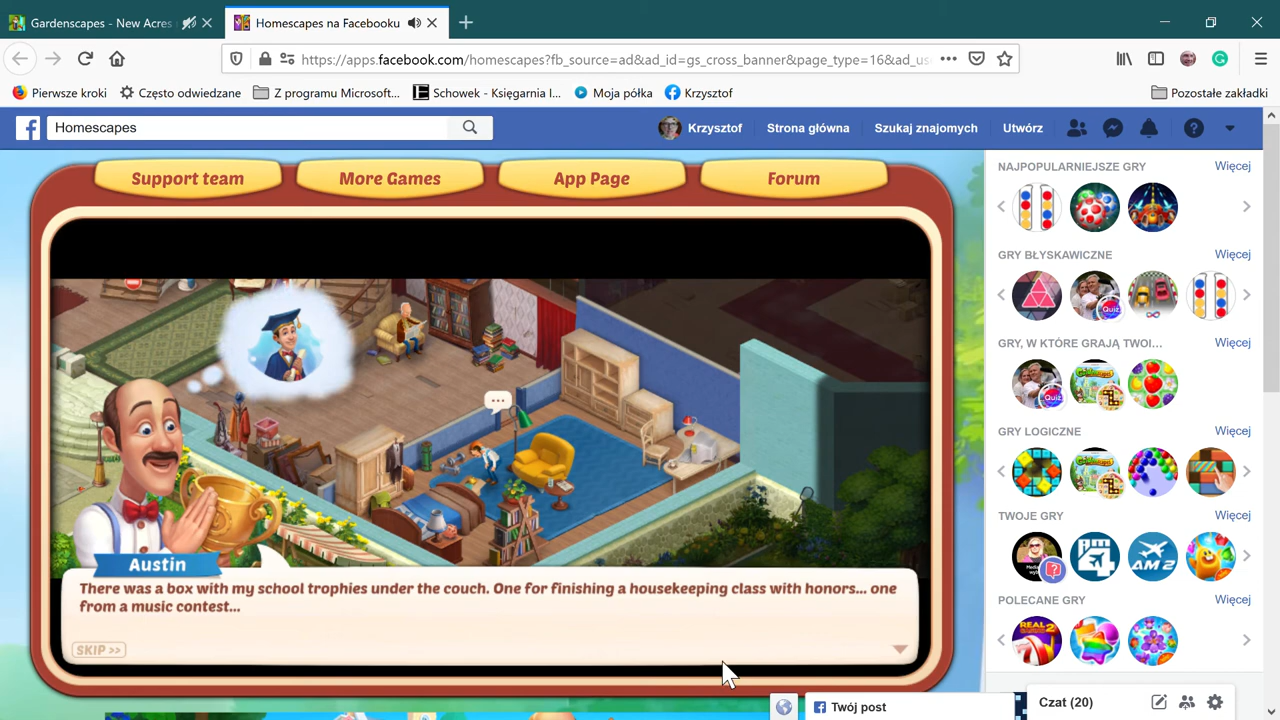 Gardenscapes - New Acres
Homescapes na Facebooku
https://apps.facebook.com/homescapes?fb_source=ad&ad_id=gs_cross_banner&page_type=16&ad_us
Pierwsze kroki
Często odwiedzane
Z programu Microsoft...
Schowek - Księgarnia I...
Moja półka
Krzysztof
Pozostałe zakładki
Homescapes
Krzysztof
Strona główna
Szukaj znajomych
Utwórz
Support team
More Games
App Page
Forum
NAJPOPULARNIEJSZE GRY
Więcej
GRY BŁYSKAWICZNE
Więcej
Quiz
GRY, W KTÓRE GRAJĄ TWOI...
Więcej
Quiz
GRY LOGICZNE
Więcej
TWOJE GRY
Więcej
AM 2
POLECANE GRY
Więcej
REAL
2
Austin
There was a box with my school trophies under the couch. One for finishing a housekeeping class with honors... one
from a music contest...
SKIP >>
Twój post
Czat (20)